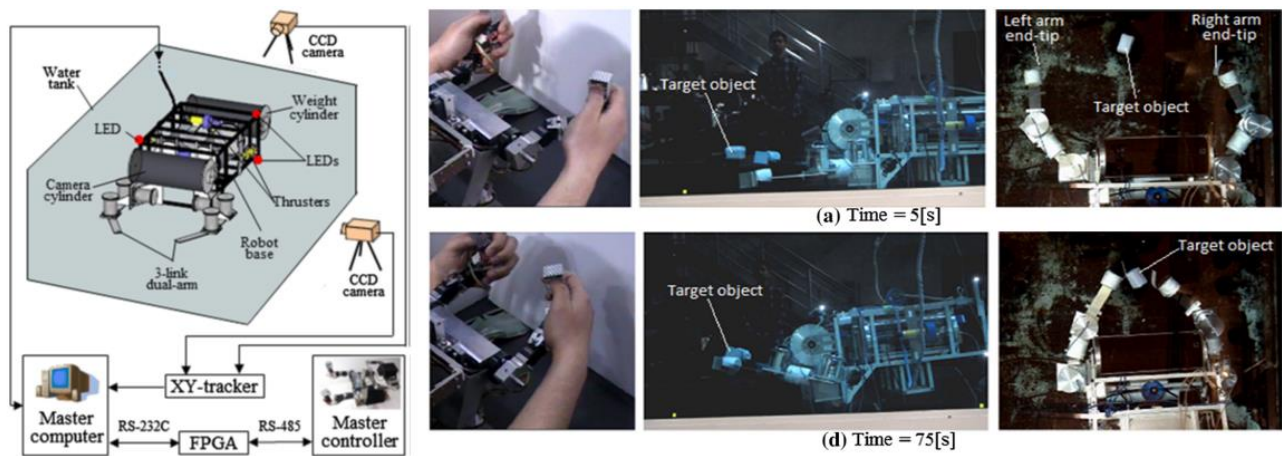 CCD
camera
Water
tank
Weight
cylinder
LED
LEDs
Camera
cylinder
Thrusters
Robot
base
3-link
dual-arm
CCD
camera
XY-tracker
Master
computer
RS-232C
FPGA
RS-485
Master
controller
Target object
Left arm
end-tip
Right arm
end-tip
Target object
(a) Time = 5[s]
Target object
Target object
(d) Time = 75[s]